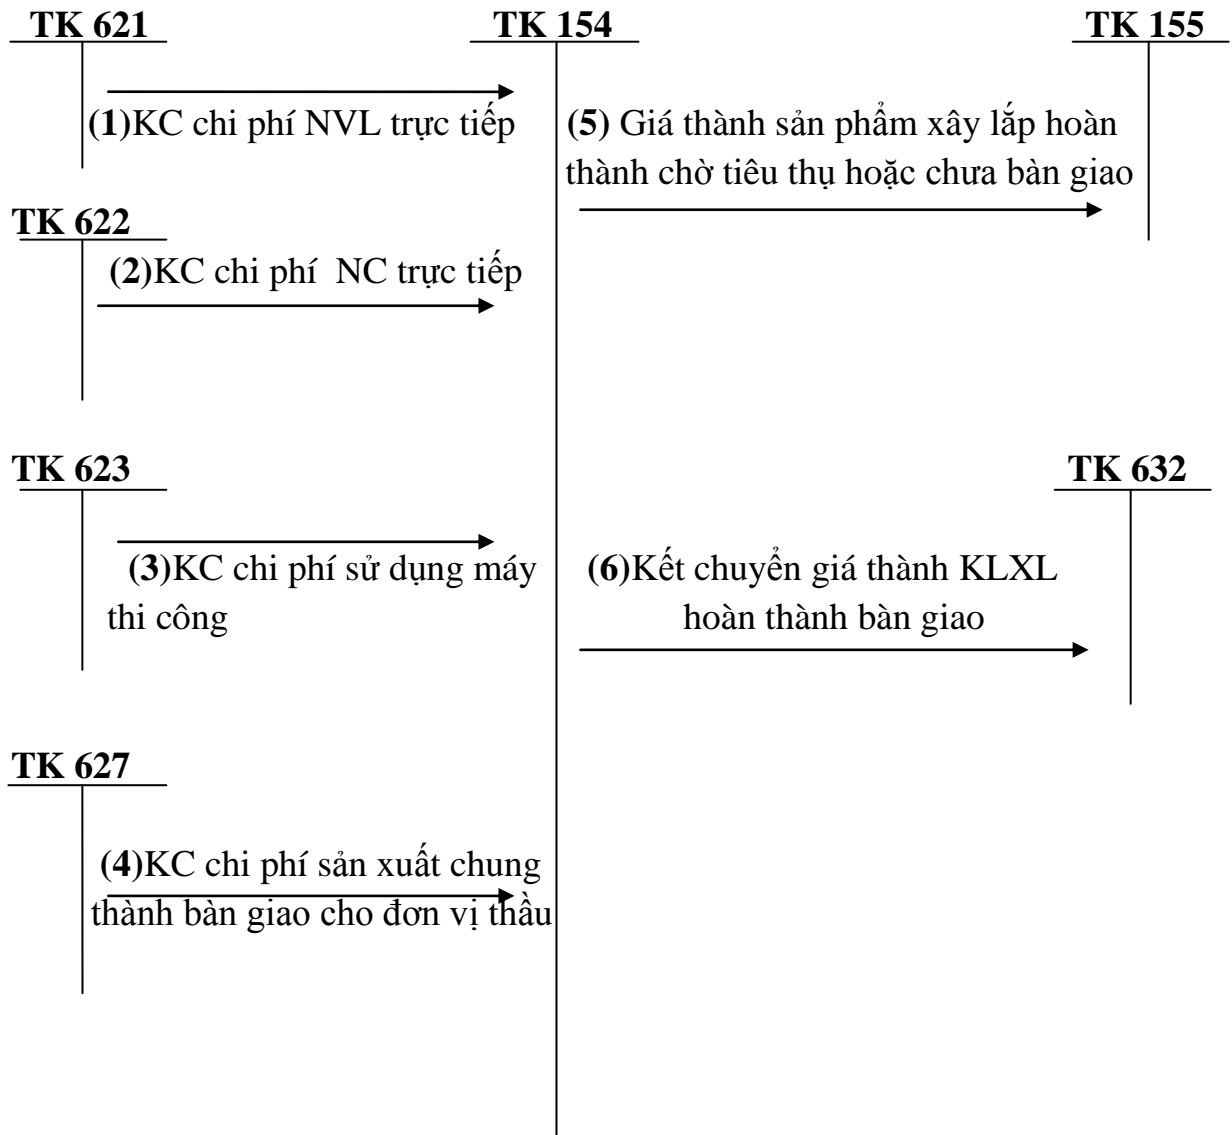 TK 621
TK 154
TK 155
(1)KC chi phí NVL trực tiếp
(5) Giá thành sản phẩm xây lắp hoàn
thành chờ tiêu thụ hoặc chưa bàn giao
TK 622
(2)KC chi phí NC trực tiếp
TK 623
TK 632
(3)KC chi phí sử dụng máy
thi công
(6)Kết chuyển giá thành KLXL
hoàn thành bàn giao
TK 627
(4)KC chi phí sản xuất chung
thành bàn giao cho đơn vị thầu